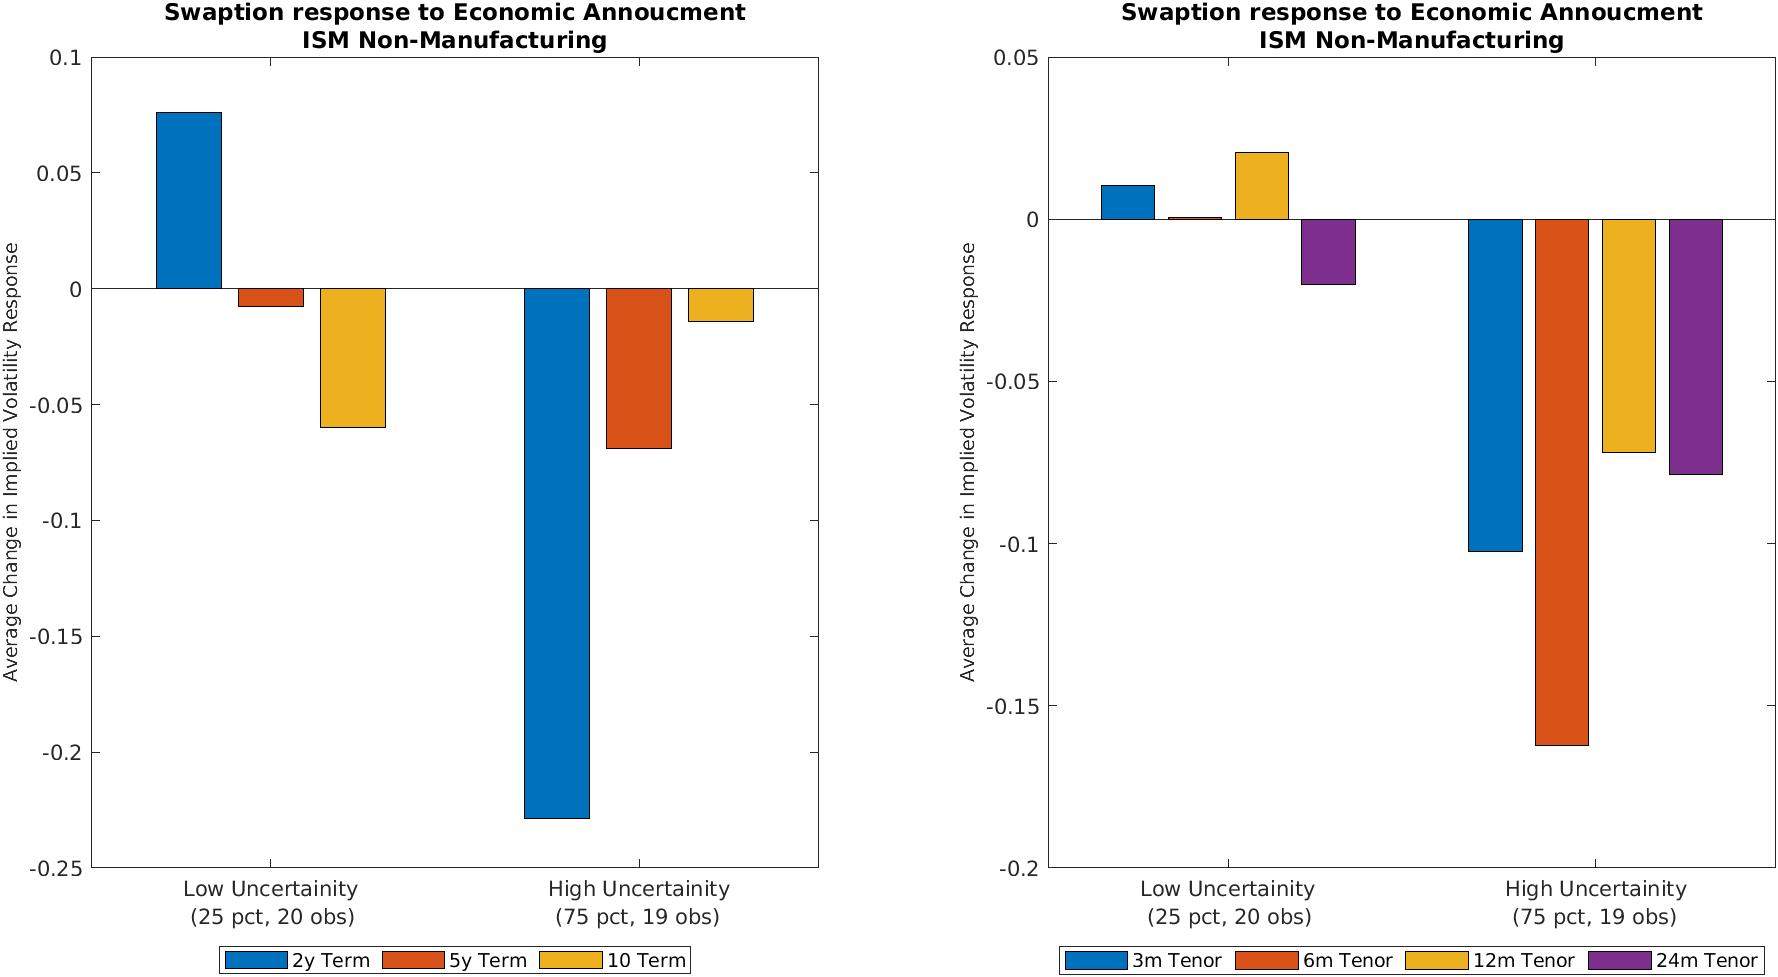 Swaption response to Economic Annoucment
ISM Non-Manufacturing
Average Change in Implied Volatility Response
0.1
0.05
0
-0.05
-0.1
-0.15
-0.2
-0.25
Low Uncertainity
(25 pct, 20 obs)
High Uncertainity
(75 pct, 19 obs)
2y Term
5y Term
10 Term
Swaption response to Economic Annoucment
ISM Non-Manufacturing
Average Change in Implied Volatility Response
0.05
0
-0.05
-0.1
-0.15
-0.2
Low Uncertainity
(25 pct, 20 obs)
High Uncertainity
(75 pct, 19 obs)
3m Tenor
6m Tenor
12m Tenor
24m Tenor